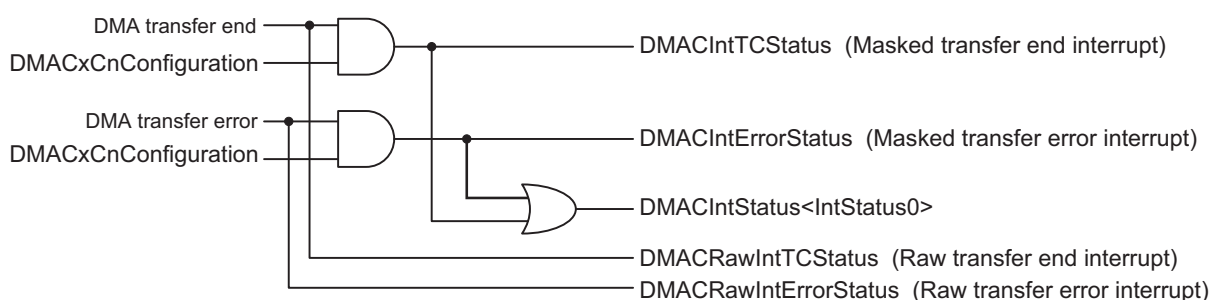 DMA transfer end
DMACIntTCStatus (Masked transfer end interrupt)
DMACxCnConfiguration
DMA transfer error
DMACIntErrorStatus (Masked transfer error interrupt)
DMACxCnConfiguration
DMACIntStatus<IntStatus0>
DMACRawIntTCStatus (Raw transfer end interrupt)
DMACRawIntErrorStatus (Raw transfer error interrupt)